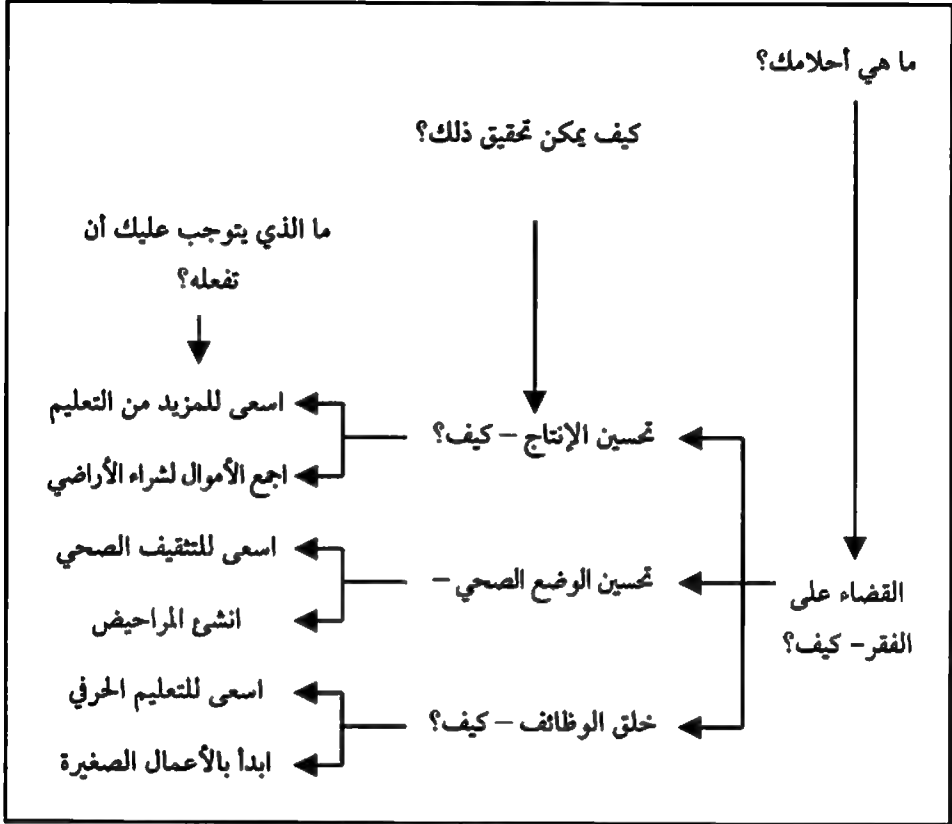 ما هي أحلامك؟
كيف يمكن تحقيق ذلك؟
ما الذي يتوجب عليك أن
تفعله؟
القضاء على
الفقر – كيف؟
تحسين الإنتاج – كيف؟
تحسين الوضع الصحي –
خلق الوظائف – كيف؟
اسعى للمزيد من التعليم
اجمع الأموال لشراء الأراضي
اسعى للتثقيف الصحي
انشئ المراحيض
اسعى للتعليم الحرفي
ابدأ بالأعمال الصغيرة